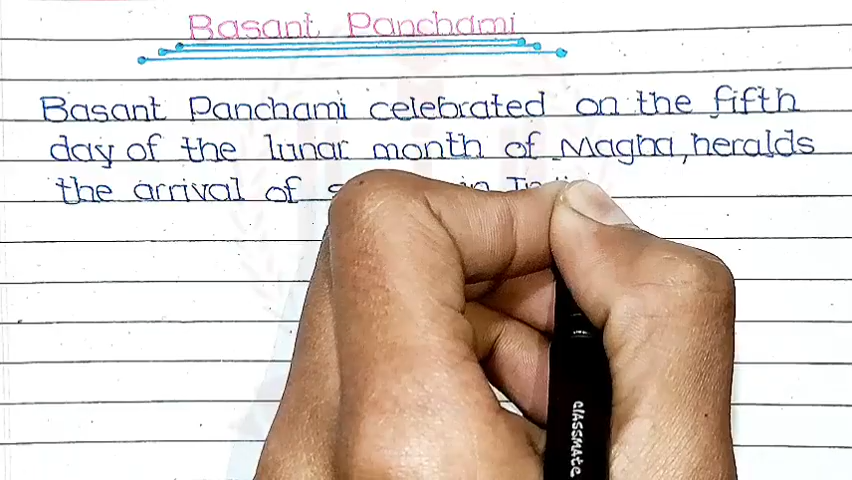 Basant Panchami
Basant Panchami celebrated on the fifth
day of the lunar month of Magha, heralds
the arrival of in
classmate